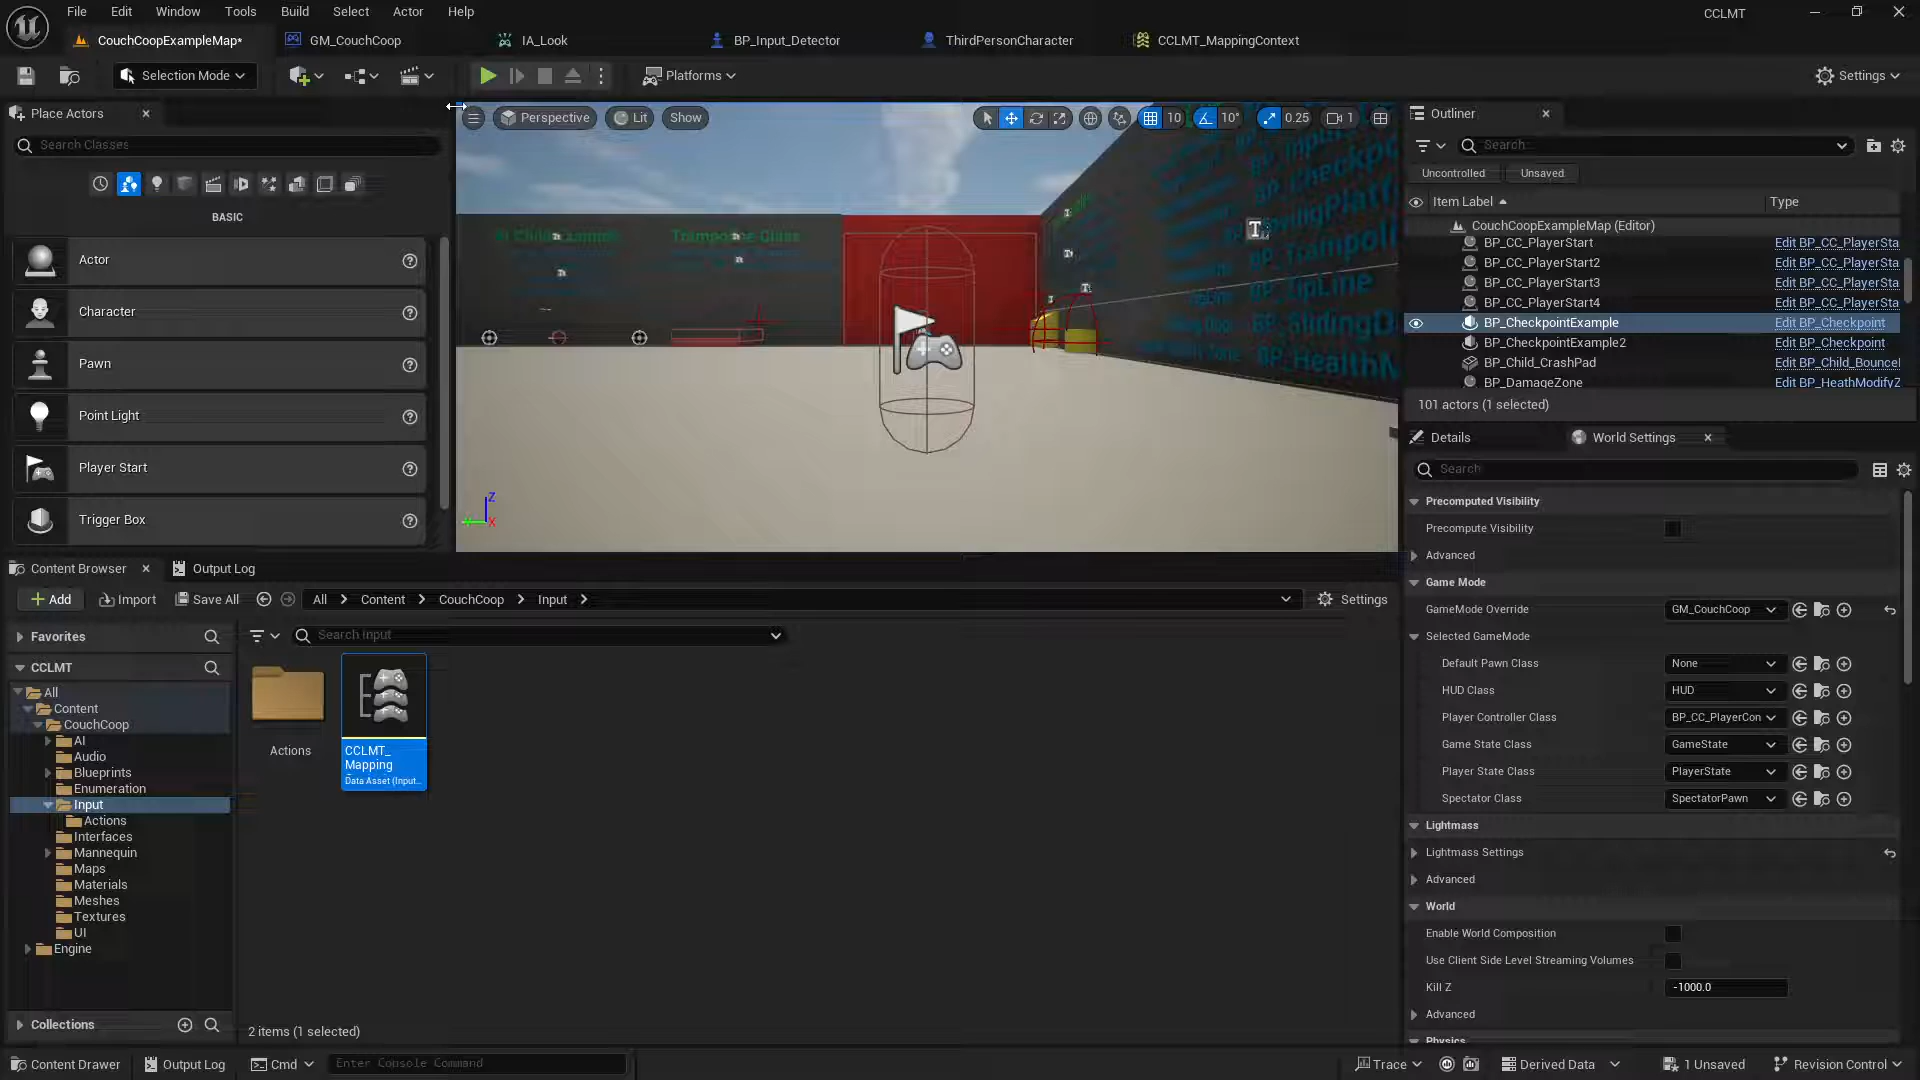 File Edit Window Tools Build Select Actor Help
CCLMT
CouchCoopExampleMap* GM_CouchCoop IA_Look BP_Input_Detector ThirdPersonCharacter CCLMT_MappingContext
Selection Mode Platforms Settings
Place Actors
Search Classes
BASIC
Actor
Character
Pawn
Point Light
Player Start
Trigger Box
Perspective Lit Show 10 10° 0.25 1
Trampoline Class
BP_ZipLine
Z
X
Outliner
Search
Uncontrolled Unsaved
Item Label Type
CouchCoopExampleMap (Editor)
BP_CC_PlayerStart Edit BP_CC_PlayerSta
BP_CC_PlayerStart2 Edit BP_CC_PlayerSta
BP_CC_PlayerStart3 Edit BP_CC_PlayerSta
BP_CC_PlayerStart4 Edit BP_CC_PlayerSta
BP_CheckpointExample Edit BP_Checkpoint
BP_CheckpointExample2 Edit BP_Checkpoint
BP_Child_CrashPad Edit BP_Child_Bouncel
BP_DamageZone Edit BP_HeathModifyZ
101 actors (1 selected)
Details World Settings
Search
Precomputed Visibility
Precompute Visibility
Advanced
Game Mode
GameMode Override GM_CouchCoop
Selected GameMode
Default Pawn Class None
HUD Class HUD
Player Controller Class BP_CC_PlayerCon
Game State Class GameState
Player State Class PlayerState
Spectator Class SpectatorPawn
Lightmass
Lightmass Settings
Advanced
World
Enable World Composition
Use Client Side Level Streaming Volumes
Kill Z -1000.0
Advanced
Physics
Content Browser Output Log
Add Import Save All All Content CouchCoop Input Settings
Favorites
Search Input
CCLMT
All
Content
CouchCoop
AI
Audio
Blueprints
Enumeration
Input
Actions
Interfaces
Mannequin
Maps
Materials
Meshes
Textures
UI
Engine
Collections
Actions
CCLMT_
Mapping
Data Asset (Input...
2 items (1 selected)
Content Drawer Output Log Cmd Enter Console Command Trace Derived Data 1 Unsaved Revision Control